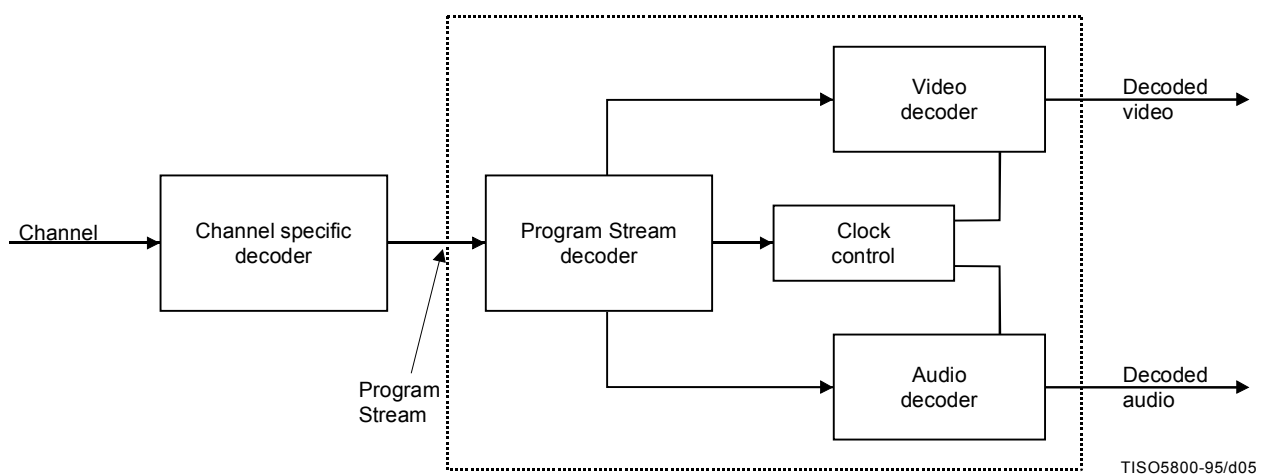 Channel
Channel specific
decoder
Program
Stream
Program Stream
decoder
Clock
control
Video
decoder
Decoded
video
Audio
decoder
Decoded
audio
TISO5800-95/d05